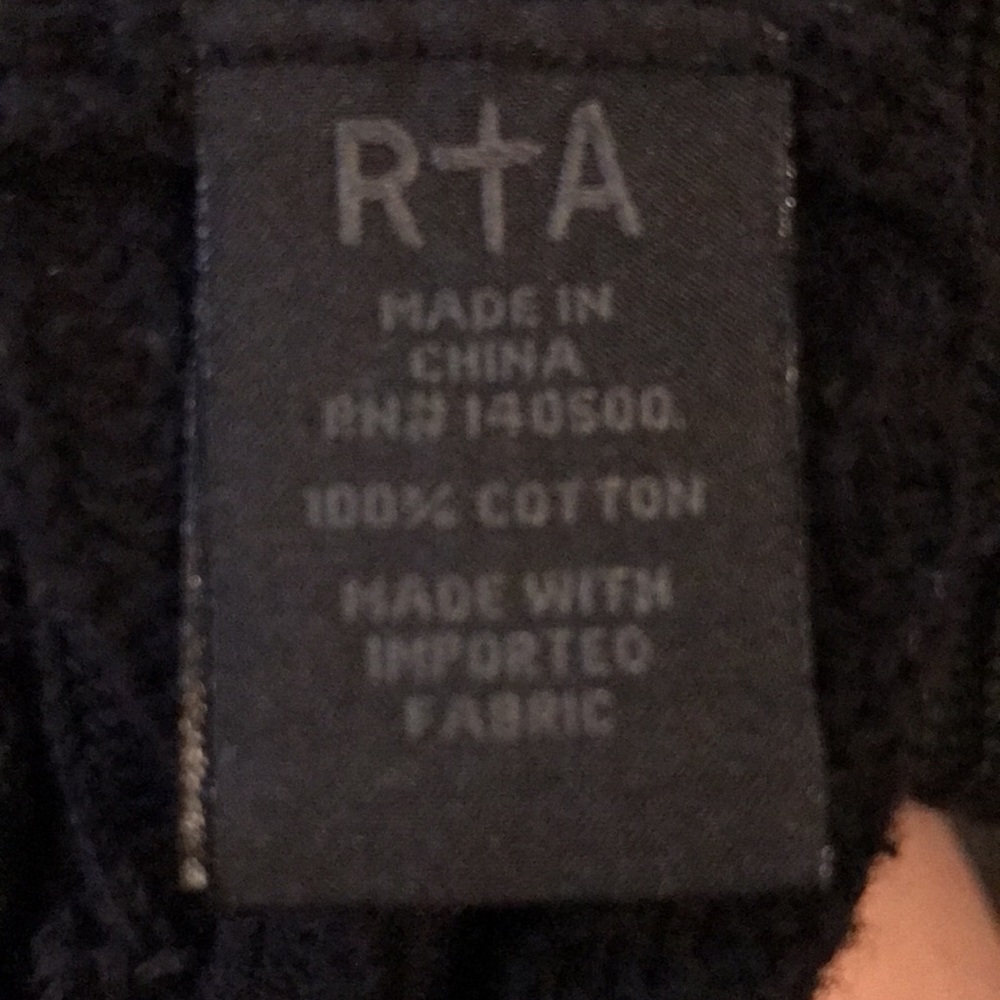 R†A
MADE IN
CHINA
RN# 140500.
100% COTTON
MADE WITH
IMPORTED
FABRIC